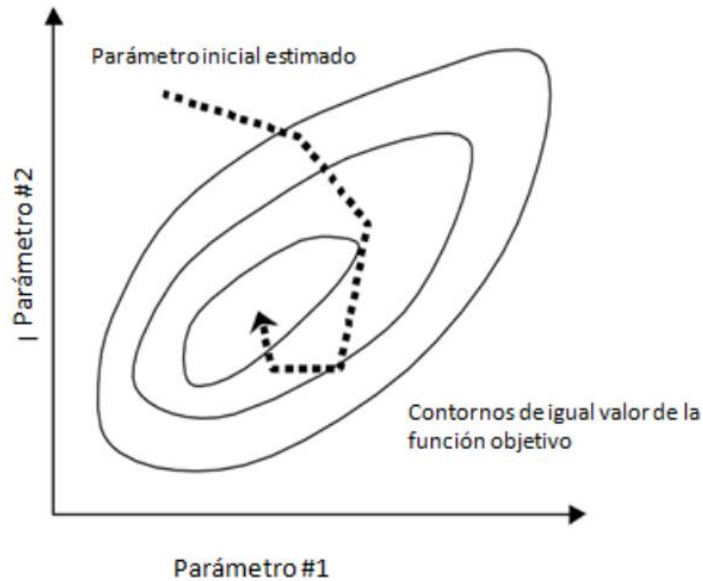 Parámetro inicial estimado
| Parámetro #2
Contornos de igual valor de la
función objetivo
Parámetro #1